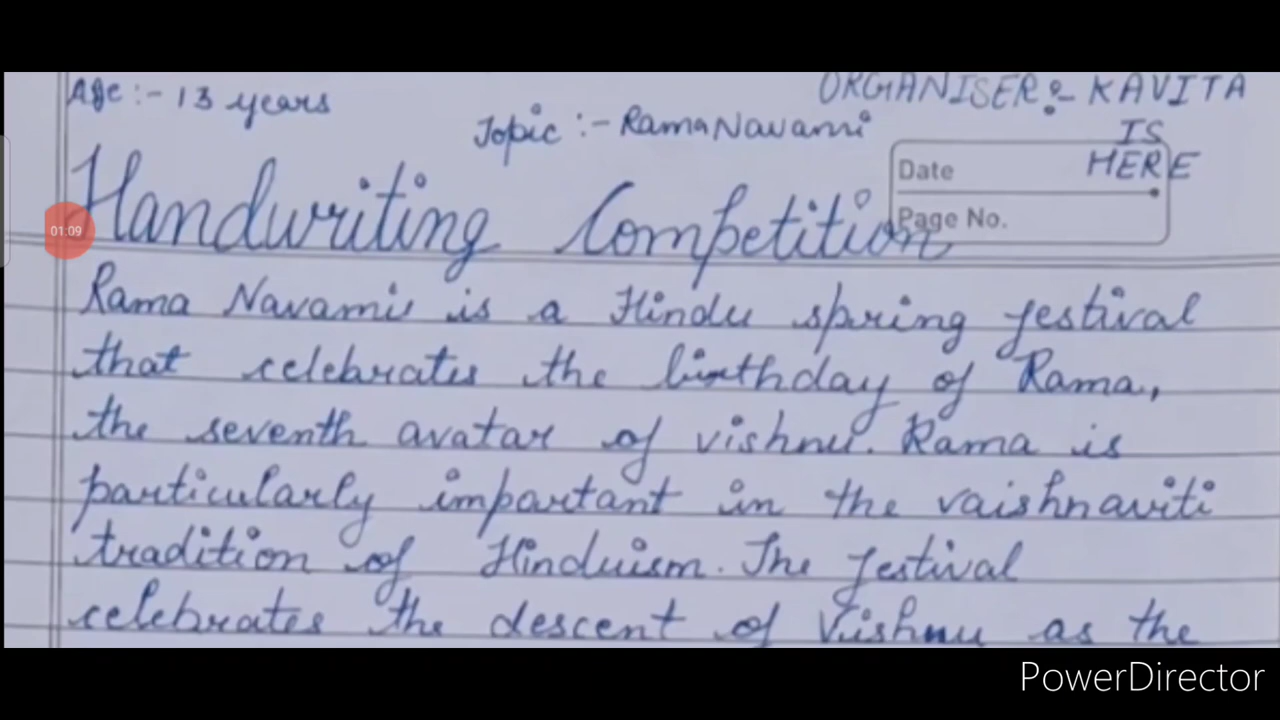 Age :- 13 years
ORGANISER :- KAVITA
IS
HERE
Topic :- Rama Navami
Date
Page No.
Handwriting Competition
01:09
Rama Navami is a Hindu spring festival
that celebrates the birthday of Rama,
the seventh avatar of vishnu. Rama is
particularly important in the vaishnaviti
tradition of Hinduism. The festival
celebrates the descent of Vishnu as the
PowerDirector